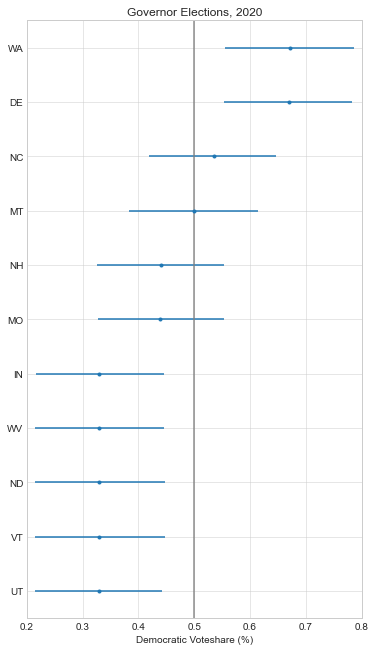 Governor Elections, 2020
WA
DE
NC
MT
NH
MO
IN
WV
ND
VT
UT
0.2 0.3 0.4 0.5 0.6 0.7 0.8
Democratic Voteshare (%)